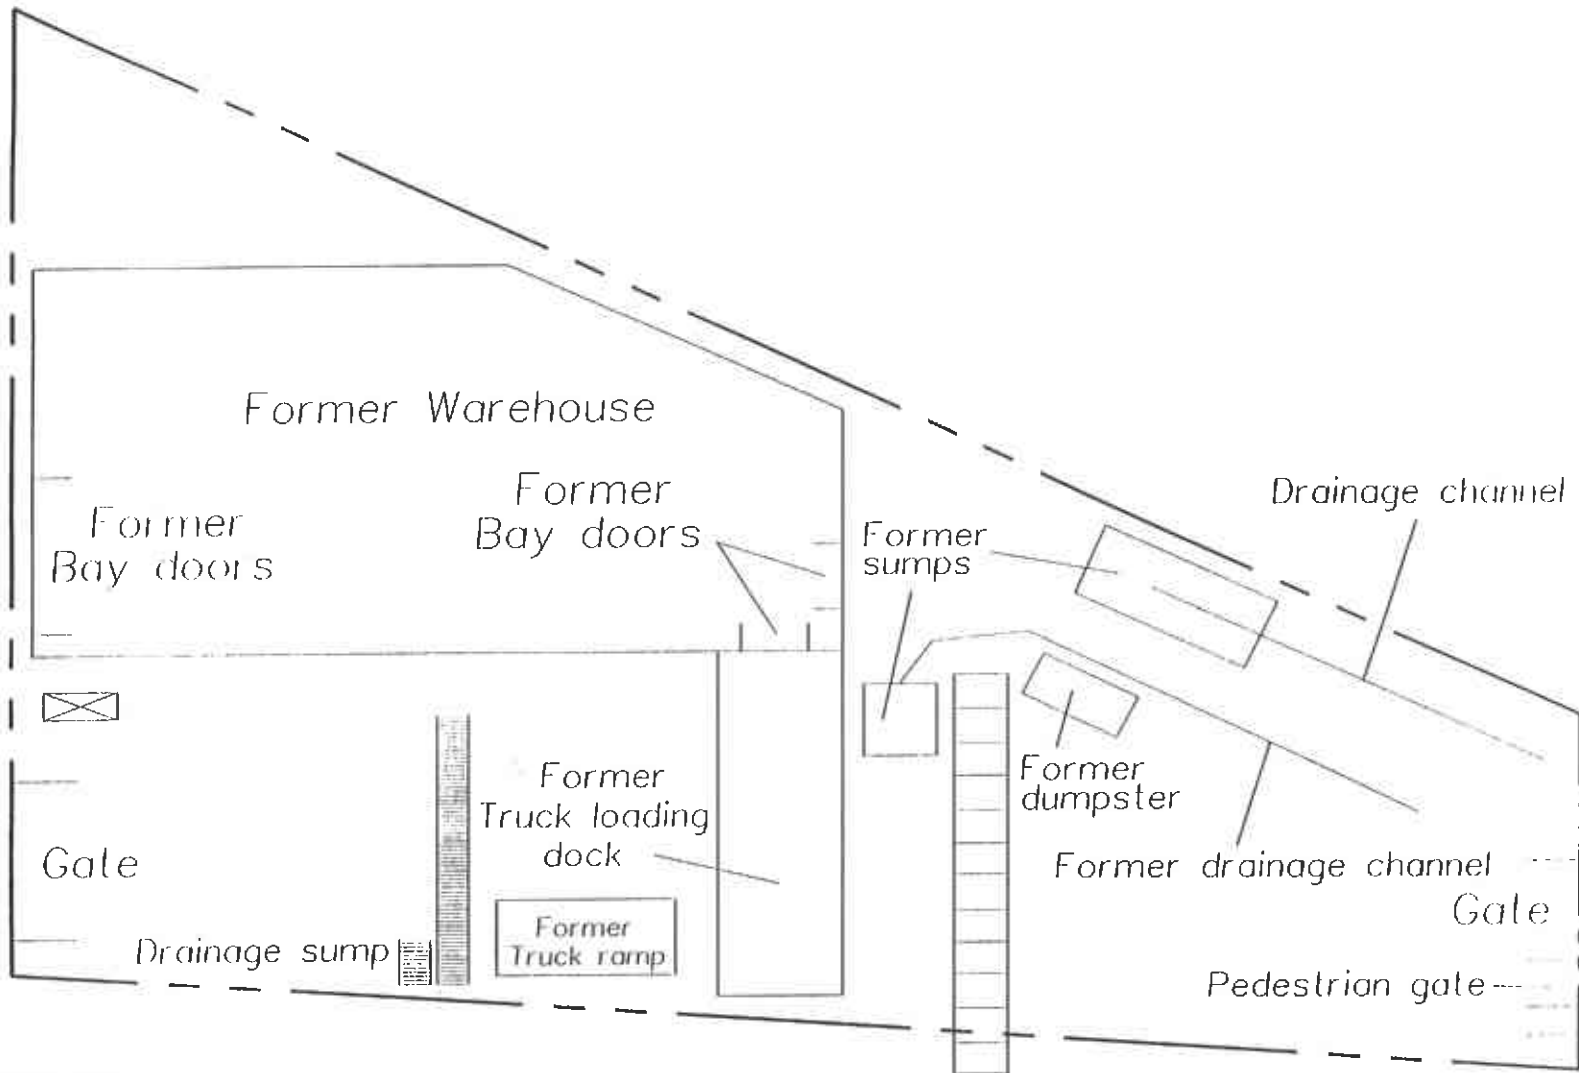 Former Warehouse
Former
Bay doors
Former
Bay doors
Former
sumps
Drainage channel
Former
Truck loading
dock
Former
dumpster
Former drainage channel
Gate
Gate
Drainage sump
Former
Truck ramp
Pedestrian gate